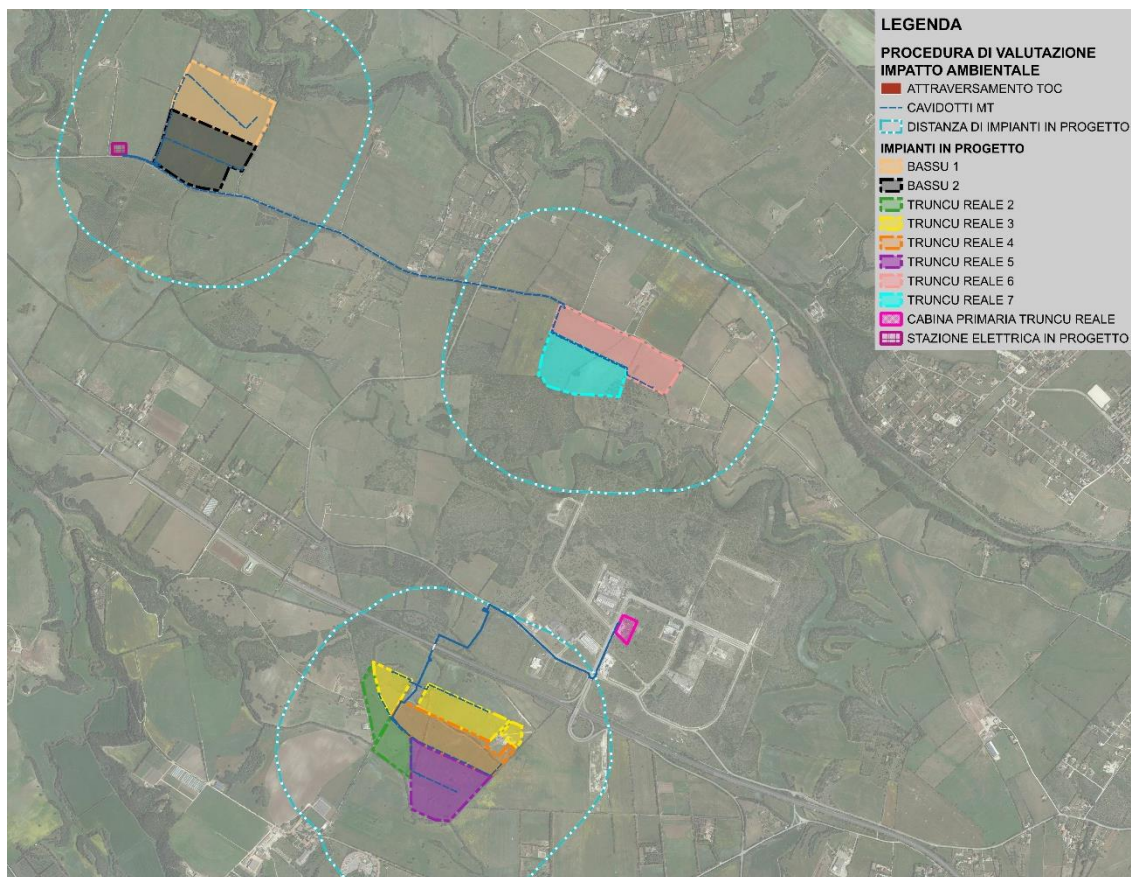 LEGENDA
PROCEDURA DI VALUTAZIONE
IMPATTO AMBIENTALE
ATTRAVERSAMENTO TOC
CAVIDOTTI MT
DISTANZA DI IMPIANTI IN PROGETTO
IMPIANTI IN PROGETTO
BASSU 1
BASSU 2
TRUNCU REALE 2
TRUNCU REALE 3
TRUNCU REALE 4
TRUNCU REALE 5
TRUNCU REALE 6
TRUNCU REALE 7
CABINA PRIMARIA TRUNCU REALE
STAZIONE ELETTRICA IN PROGETTO